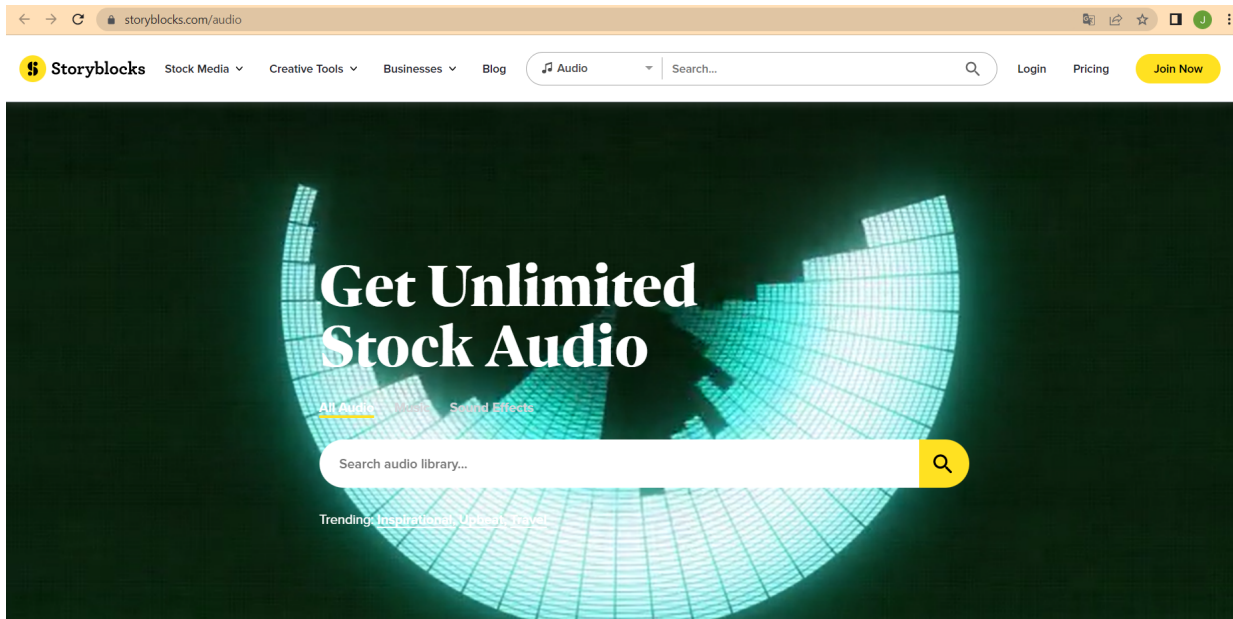 storyblocks.com/audio
J
Storyblocks
Stock Media
Creative Tools
Businesses
Blog
Audio
Search...
Login
Pricing
Join Now
Get Unlimited
Stock Audio
All Audio Music Sound Effects
Search audio library...
Trending: Inspirational, Upbeat, Travel